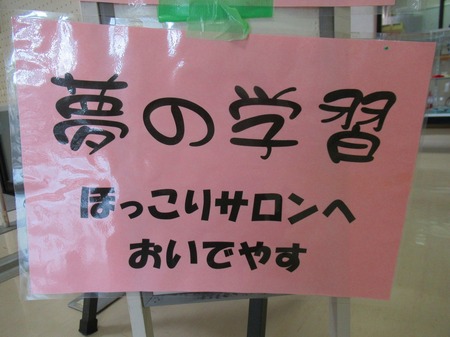 夢の学習
ほっこりサロンへ
おいでやす